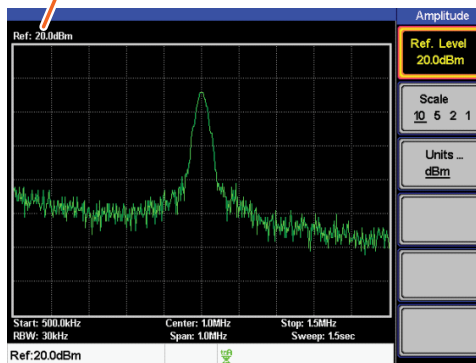 Amplitude
Ref: 20.0dBm
Ref. Level
20.0dBm
Scale
10 5 2 1
Units ...
dBm
Start: 500.0kHz Center: 1.0MHz Stop: 1.5MHz
RBW: 30kHz Span: 1.0MHz Sweep: 1.5sec
Ref:20.0dBm